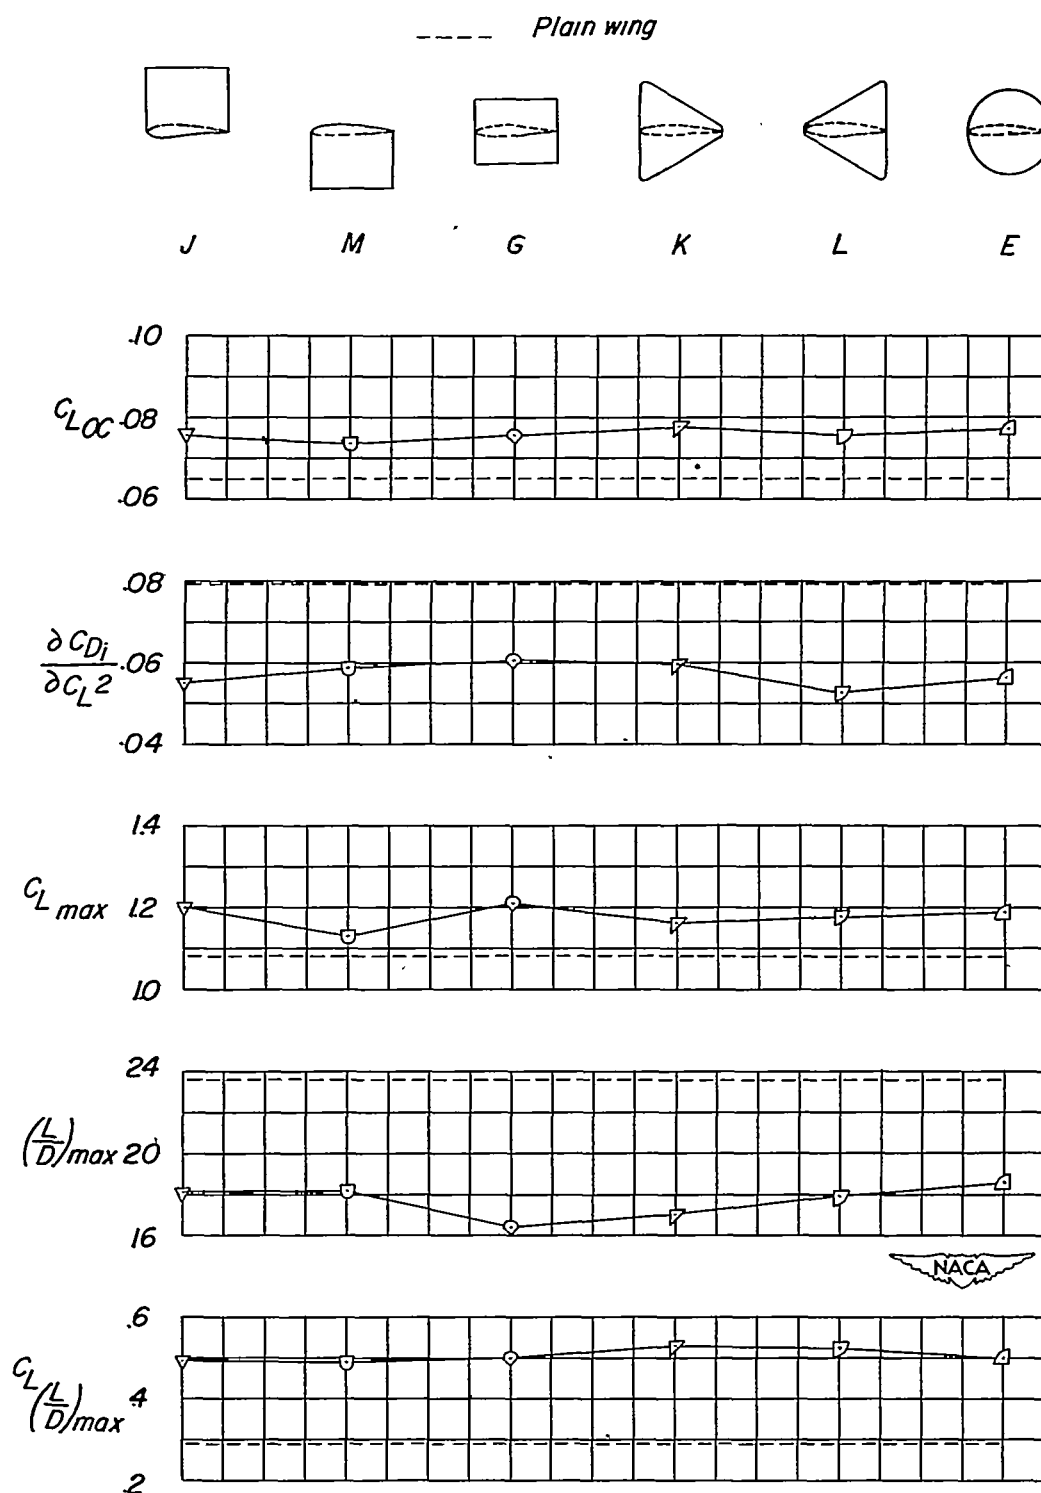 Plain wing
J M G K L E
.10
C_L∝ .08
.06
.08
∂C_Di
∂C_L² .06
.04
1.4
C_L max 1.2
1.0
24
(L/D)max 20
16
NACA
.6
C_L (L/D)max .4
.2